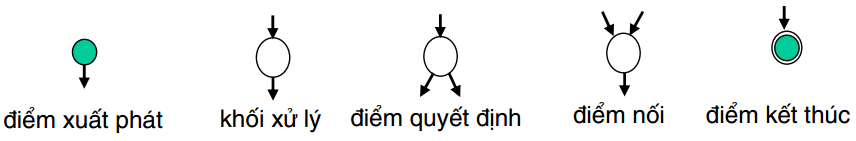 điểm xuất phát
khối xử lý
điểm quyết định
điểm nối
điểm kết thúc